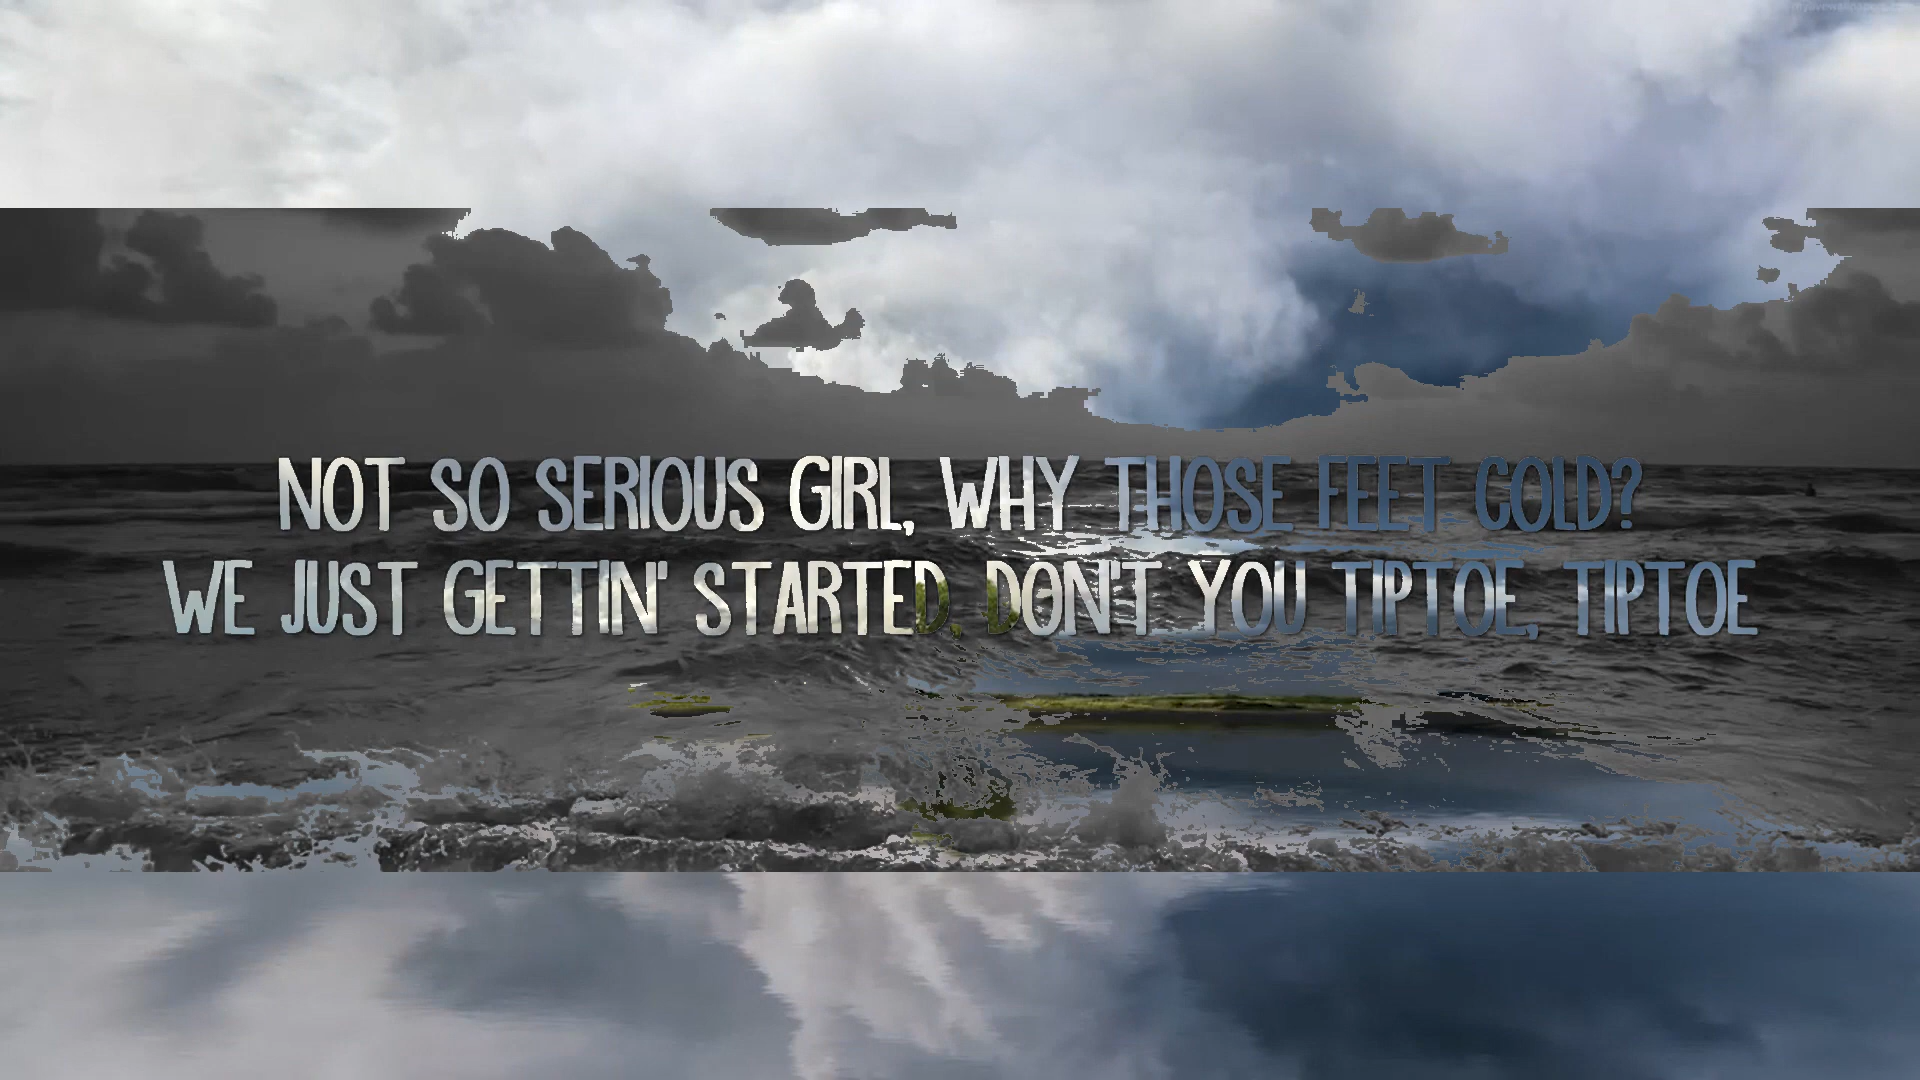 NOT SO SERIOUS GIRL, WHY THOSE FEET COLD?
WE JUST GETTIN' STARTED, DON'T YOU TIPTOE, TIPTOE